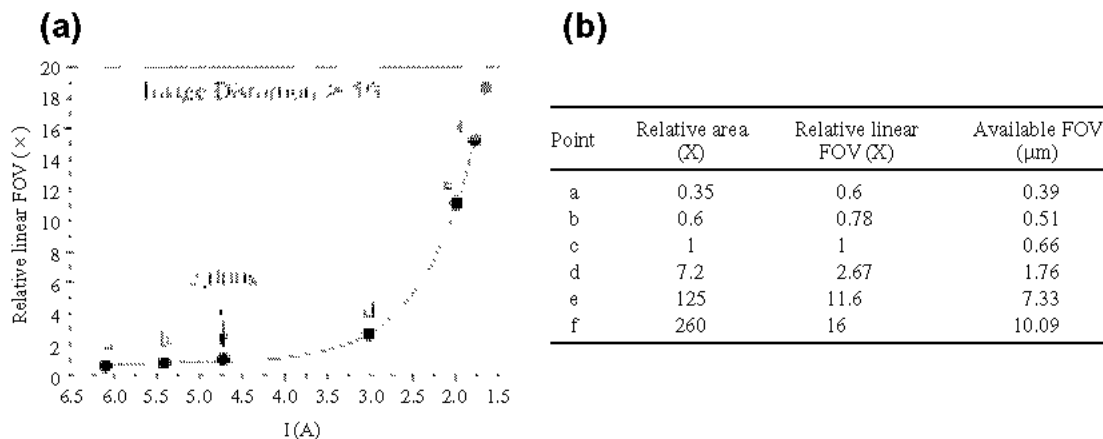 (a)
20
18
16
14
12
10
8
6
4
2
0
Relative linear FOV (×)
Image Distortion
a
b
d
e
f
6.5 6.0 5.5 5.0 4.5 4.0 3.5 3.0 2.5 2.0 1.5
I (A)
(b)
Point Relative area (X) Relative linear FOV (X) Available FOV (μm)
a 0.35 0.6 0.39
b 0.6 0.78 0.51
c 1 1 0.66
d 7.2 2.67 1.76
e 125 11.6 7.33
f 260 16 10.09